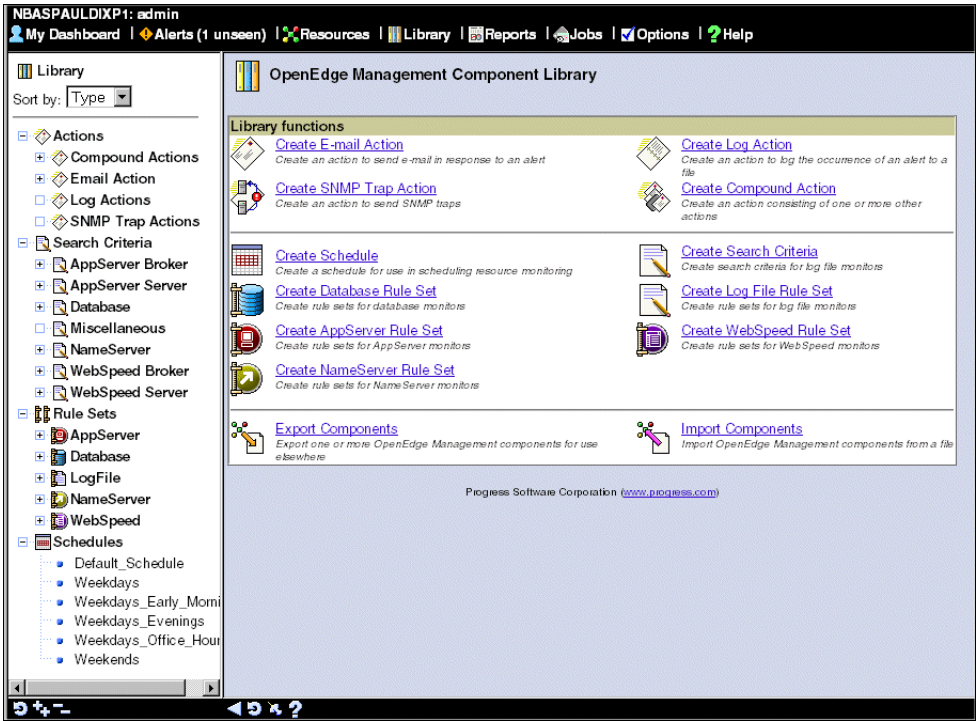 NBASPAULDIXP1: admin
My Dashboard | Alerts (1 unseen) | Resources | Library | Reports | Jobs | Options | Help
Library
Sort by: Type
Actions
Compound Actions
Email Action
Log Actions
SNMP Trap Actions
Search Criteria
AppServer Broker
AppServer Server
Database
Miscellaneous
NameServer
WebSpeed Broker
WebSpeed Server
Rule Sets
AppServer
Database
LogFile
NameServer
WebSpeed
Schedules
Default_Schedule
Weekdays
Weekdays_Early_Morni
Weekdays_Evenings
Weekdays_Office_Hour
Weekends
OpenEdge Management Component Library
Library functions
Create E-mail Action
Create an action to send e-mail in response to an alert
Create Log Action
Create an action to log the occurrence of an alert to a
file
Create SNMP Trap Action
Create an action to send SNMP traps
Create Compound Action
Create an action consisting of one or more other
actions
Create Schedule
Create a schedule for use in scheduling resource monitoring
Create Search Criteria
Create search criteria for log file monitors
Create Database Rule Set
Create rule sets for database monitors
Create Log File Rule Set
Create rule sets for log file monitors
Create AppServer Rule Set
Create rule sets for AppServer monitors
Create WebSpeed Rule Set
Create rule sets for WebSpeed monitors
Create NameServer Rule Set
Create rule sets for NameServer monitors
Export Components
Export one or more OpenEdge Management components for use
elsewhere
Import Components
Import OpenEdge Management components from a file
Progress Software Corporation (www.progress.com)